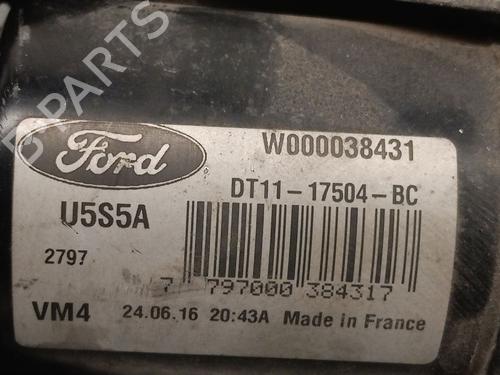 B PARTS
Ford
W000038431
DT11-17504-BC
U5S5A
2797
7 797000 384317
VM4 24.06.16 20:43A Made in France